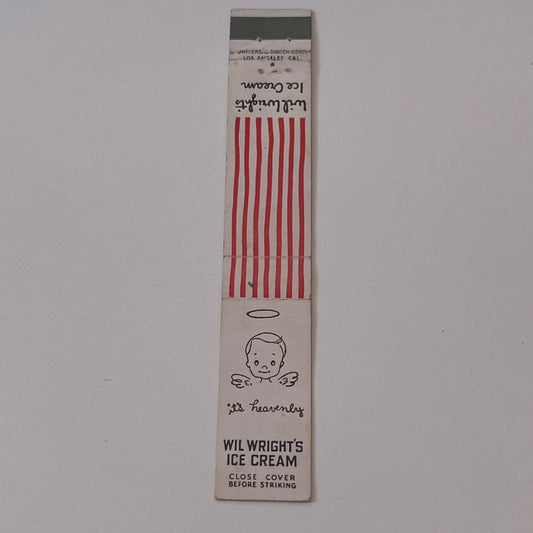 UNIVERSAL MATCH CORP.
LOS ANGELES CAL.
Wil Wright's
Ice Cream
"it's heavenly
WIL WRIGHT'S
ICE CREAM
CLOSE COVER
BEFORE STRIKING